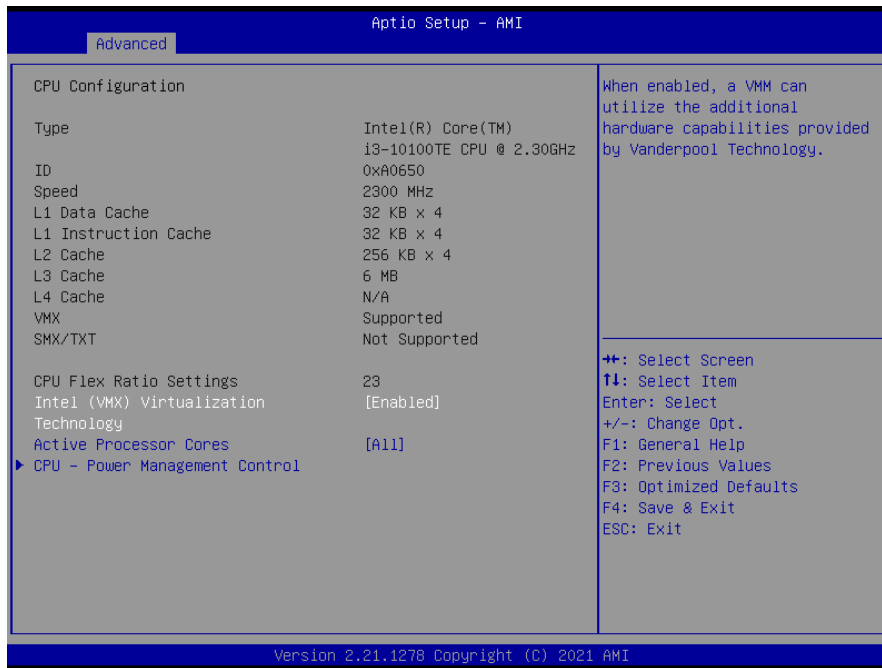 Aptio Setup – AMI
Advanced
CPU Configuration
Type Intel(R) Core(TM)
i3-10100TE CPU @ 2.30GHz
ID 0xA0650
Speed 2300 MHz
L1 Data Cache 32 KB x 4
L1 Instruction Cache 32 KB x 4
L2 Cache 256 KB x 4
L3 Cache 6 MB
L4 Cache N/A
VMX Supported
SMX/TXT Not Supported
CPU Flex Ratio Settings 23
Intel (VMX) Virtualization [Enabled]
Technology
Active Processor Cores [All]
CPU – Power Management Control
When enabled, a VMM can
utilize the additional
hardware capabilities provided
by Vanderpool Technology.
→←: Select Screen
↑↓: Select Item
Enter: Select
+/-: Change Opt.
F1: General Help
F2: Previous Values
F3: Optimized Defaults
F4: Save & Exit
ESC: Exit
Version 2.21.1278 Copyright (C) 2021 AMI